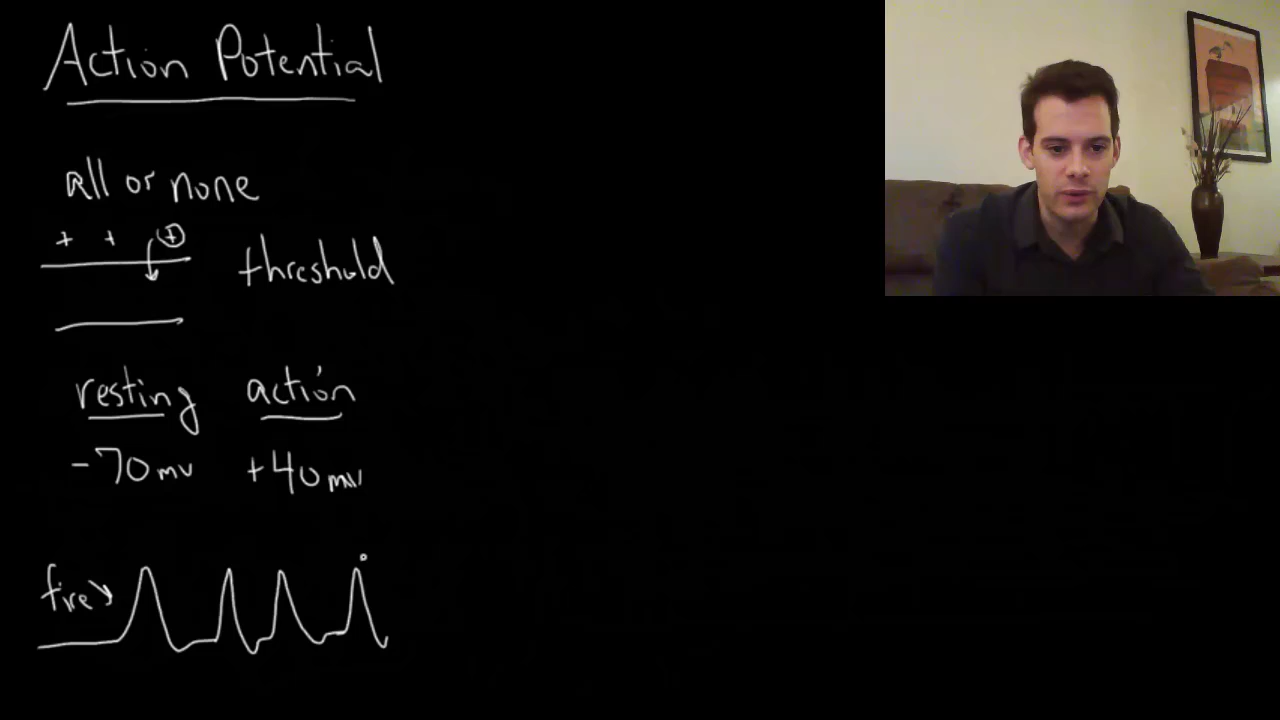 Action Potential
all or none
+ + +
threshold
resting action
-70mv +40mv
fire